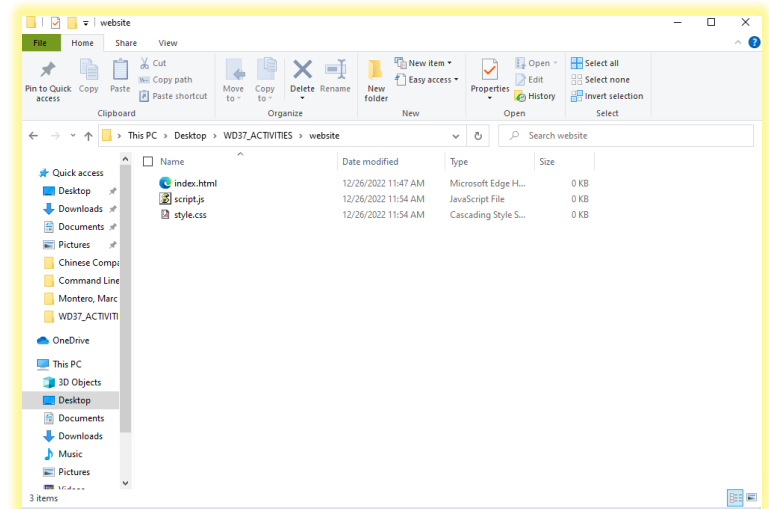 website
File Home Share View
Pin to Quick access
Copy
Paste
Cut
Copy path
Paste shortcut
Clipboard
Move to
Copy to
Delete
Rename
Organize
New folder
New item
Easy access
New
Properties
Open
Edit
History
Open
Select all
Select none
Invert selection
Select
This PC > Desktop > WD37_ACTIVITIES > website
Search website
Quick access
Desktop
Downloads
Documents
Pictures
Chinese Compa
Command Line
Montero, Marc
WD37_ACTIVITI
OneDrive
This PC
3D Objects
Desktop
Documents
Downloads
Music
Pictures
Name Date modified Type Size
index.html 12/26/2022 11:47 AM Microsoft Edge H... 0 KB
script.js 12/26/2022 11:54 AM JavaScript File 0 KB
style.css 12/26/2022 11:54 AM Cascading Style S... 0 KB
3 items